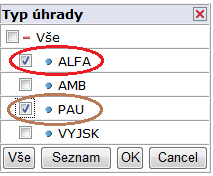 Typ úhrady
Vše
ALFA
AMB
PAU
VYJSK
Vše Seznam OK Cancel